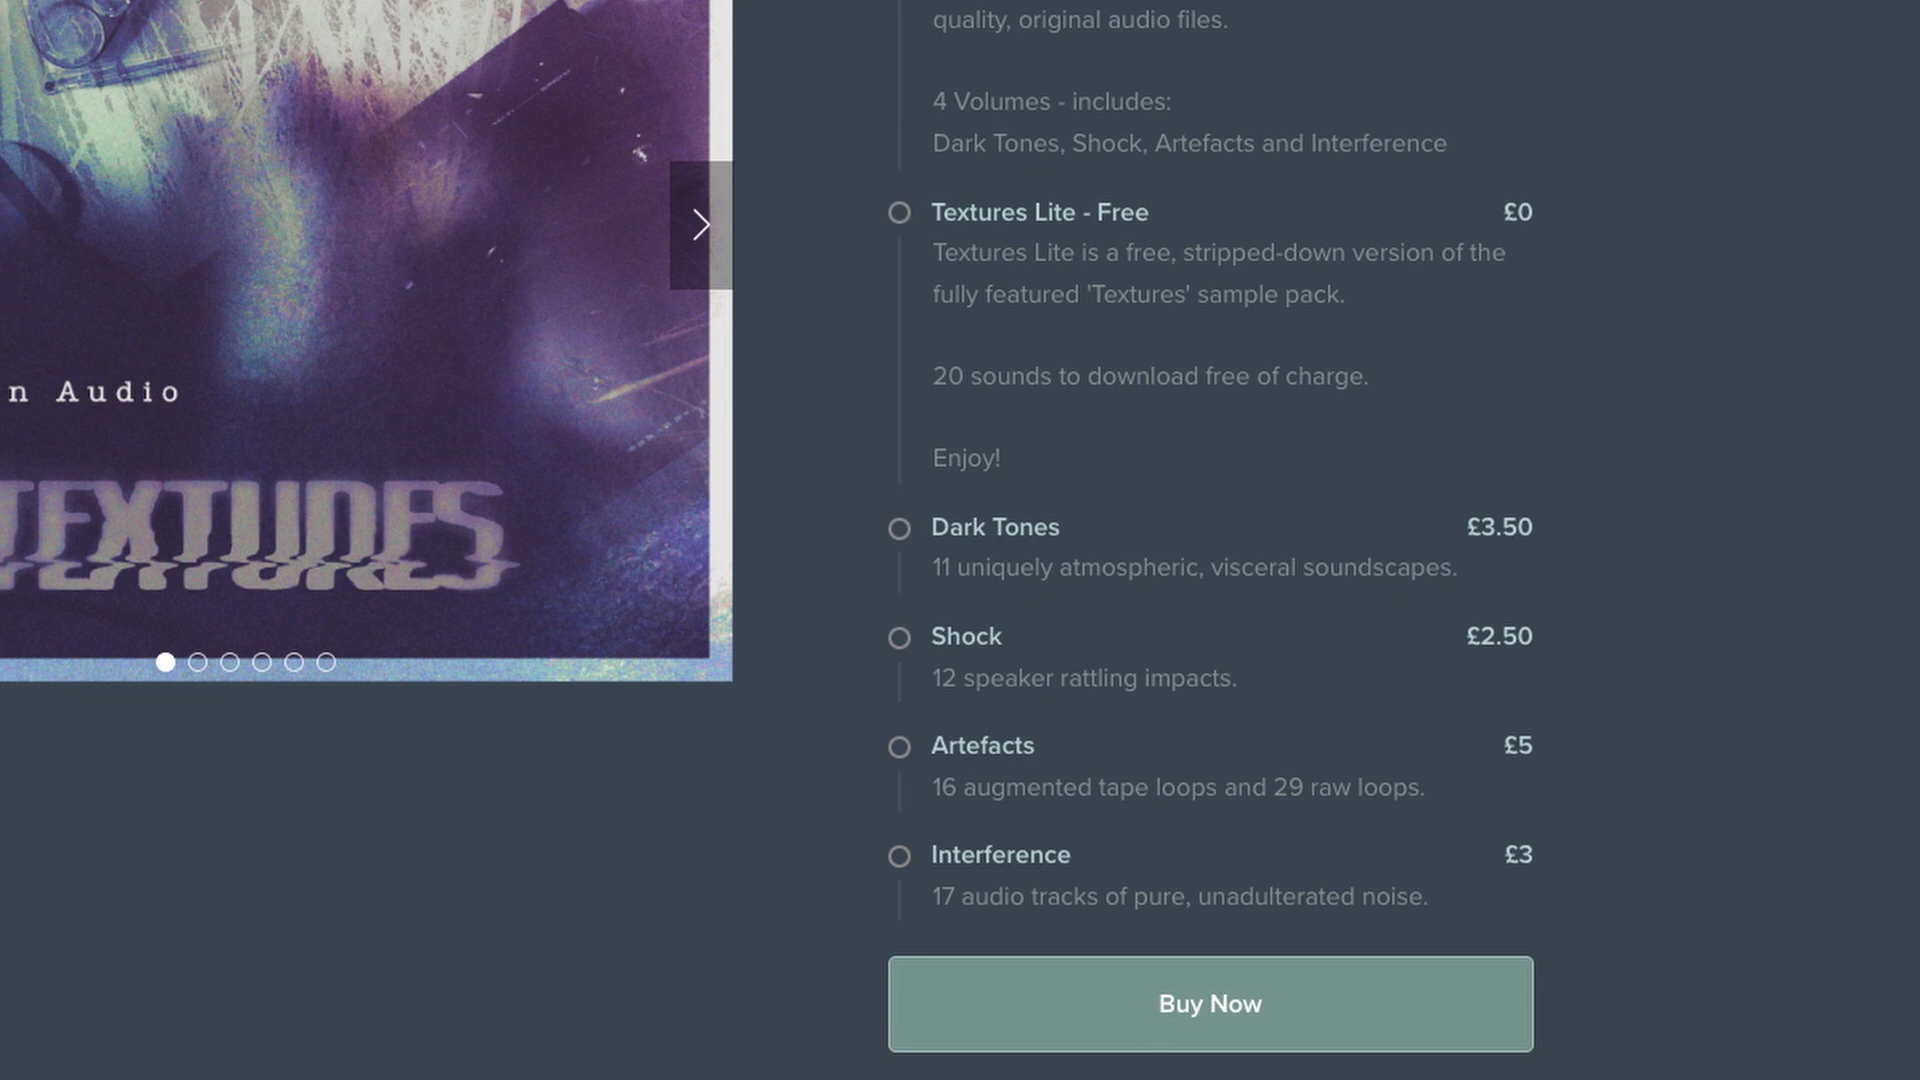 quality, original audio files.
4 Volumes - includes:
Dark Tones, Shock, Artefacts and Interference
Textures Lite - Free £0
Textures Lite is a free, stripped-down version of the
fully featured 'Textures' sample pack.
20 sounds to download free of charge.
Enjoy!
Dark Tones £3.50
11 uniquely atmospheric, visceral soundscapes.
Shock £2.50
12 speaker rattling impacts.
Artefacts £5
16 augmented tape loops and 29 raw loops.
Interference £3
17 audio tracks of pure, unadulterated noise.
Buy Now
n Audio
TEXTURES